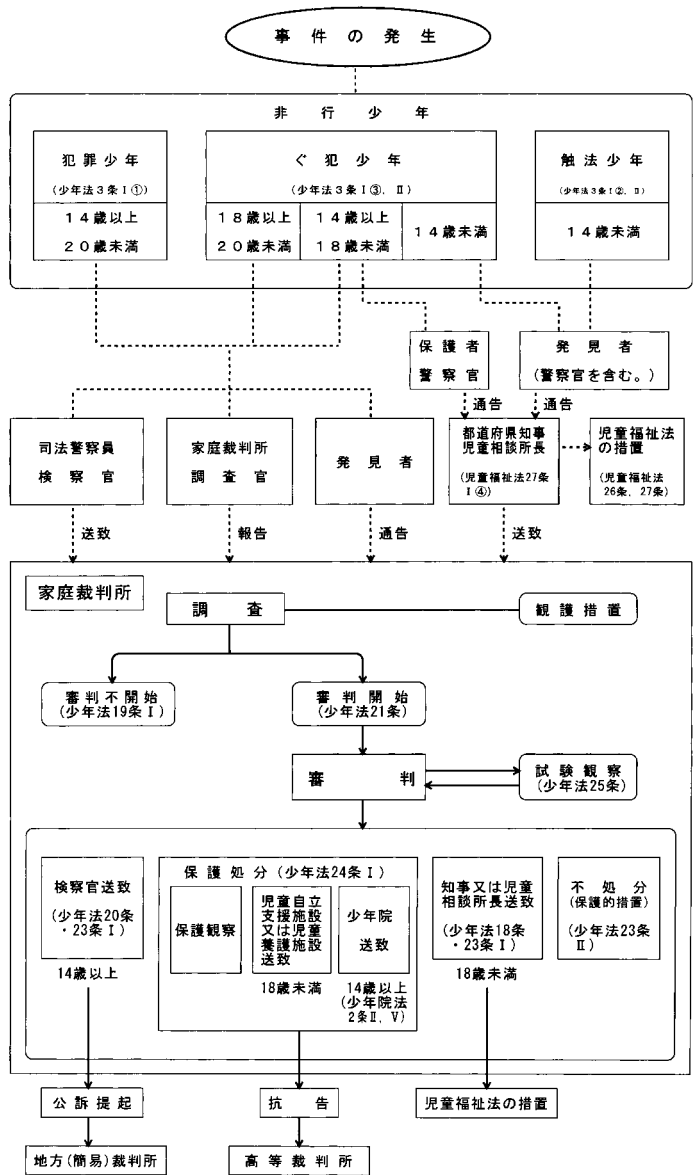 事件の発生
非行少年
犯罪少年
(少年法3条Ⅰ①)
14歳以上
20歳未満
ぐ犯少年
(少年法3条Ⅰ③,Ⅱ)
18歳以上
20歳未満
14歳以上
18歳未満
14歳未満
触法少年
(少年法3条Ⅰ②,Ⅱ)
14歳未満
保護者
警察官
発見者
(警察官を含む。)
通告
通告
司法警察員
検察官
家庭裁判所
調査官
発見者
都道府県知事
児童相談所長
(児童福祉法27条
Ⅰ④)
児童福祉法
の措置
(児童福祉法
26条、27条)
送致
報告
通告
送致
家庭裁判所
調査
観護措置
審判不開始
(少年法19条Ⅰ)
審判開始
(少年法21条)
審判
試験観察
(少年法25条)
検察官送致
(少年法20条
・23条Ⅰ)
14歳以上
保護処分(少年法24条Ⅰ)
保護観察
児童自立
支援施設
又は児童
養護施設
送致
18歳未満
少年院
送致
14歳以上
(少年院法
2条Ⅱ、Ⅴ)
知事又は児童
相談所長送致
(少年法18条
・23条Ⅰ)
18歳未満
不処分
(保護的措置)
(少年法23条
Ⅱ)
公訴提起
抗告
児童福祉法の措置
地方(簡易)裁判所
高等裁判所